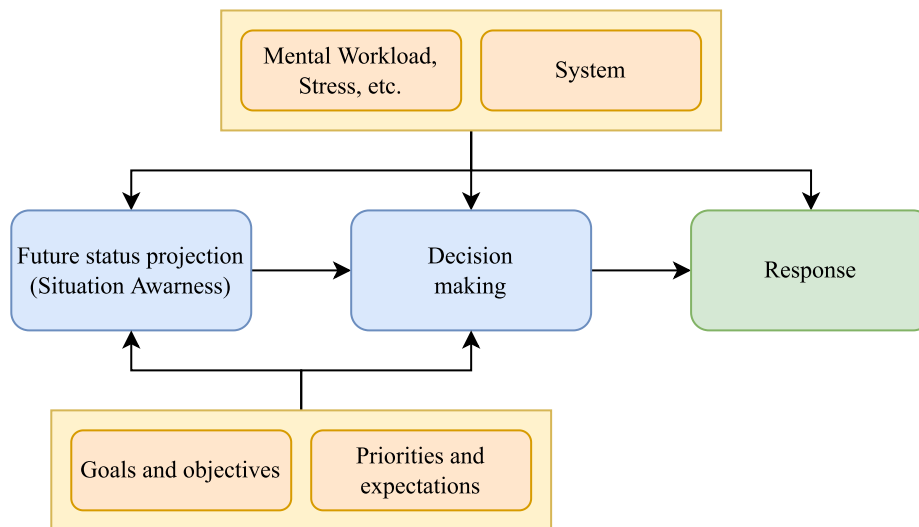 Mental Workload,
Stress, etc.
System
Future status projection
(Situation Awarness)
Decision
making
Response
Goals and objectives
Priorities and
expectations